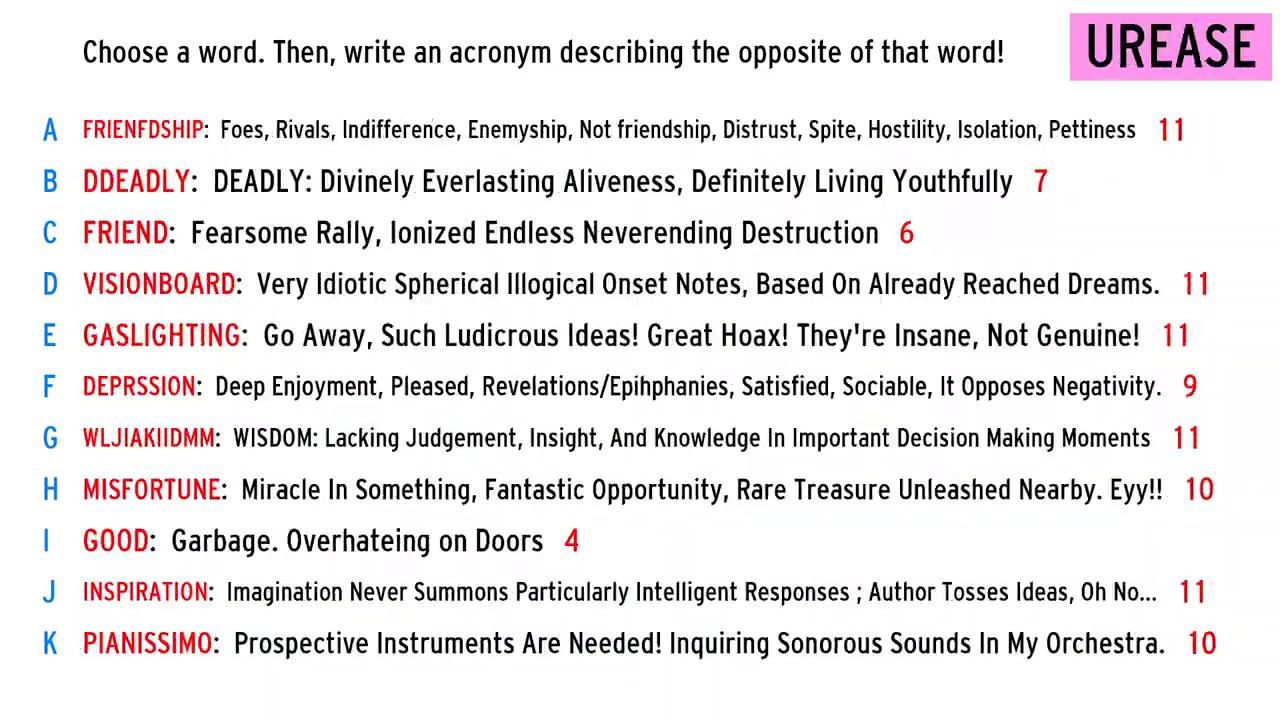 Choose a word. Then, write an acronym describing the opposite of that word!
UREASE
A FRIENFDSHIP: Foes, Rivals, Indifference, Enemyship, Not friendship, Distrust, Spite, Hostility, Isolation, Pettiness 11
B DDEADLY: DEADLY: Divinely Everlasting Aliveness, Definitely Living Youthfully 7
C FRIEND: Fearsome Rally, Ionized Endless Neverending Destruction 6
D VISIONBOARD: Very Idiotic Spherical Illogical Onset Notes, Based On Already Reached Dreams. 11
E GASLIGHTING: Go Away, Such Ludicrous Ideas! Great Hoax! They're Insane, Not Genuine! 11
F DEPRSSION: Deep Enjoyment, Pleased, Revelations/Epihphanies, Satisfied, Sociable, It Opposes Negativity. 9
G WLJIAKIIDMM: WISDOM: Lacking Judgement, Insight, And Knowledge In Important Decision Making Moments 11
H MISFORTUNE: Miracle In Something, Fantastic Opportunity, Rare Treasure Unleashed Nearby. Eyy!! 10
I GOOD: Garbage. Overhateing on Doors 4
J INSPIRATION: Imagination Never Summons Particularly Intelligent Responses ; Author Tosses Ideas, Oh No... 11
K PIANISSIMO: Prospective Instruments Are Needed! Inquiring Sonorous Sounds In My Orchestra. 10